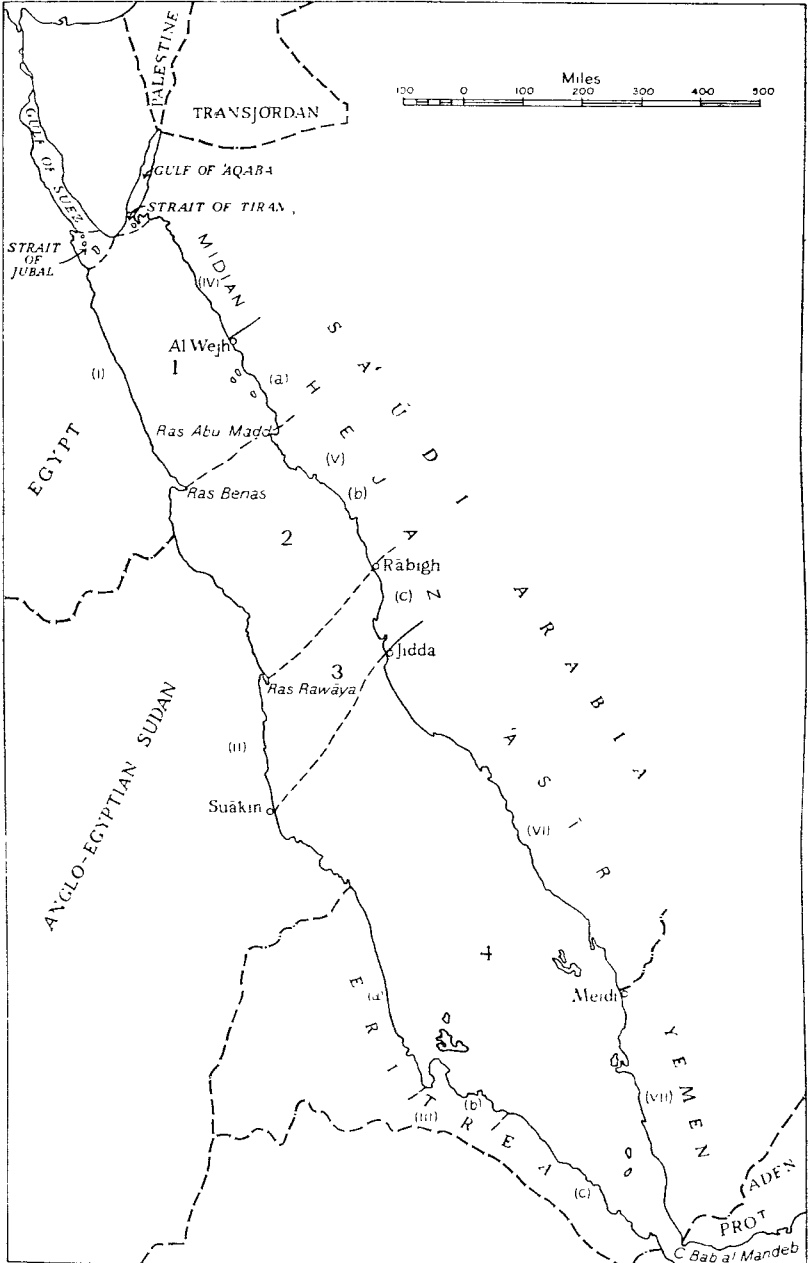 Miles
100 0 100 200 300 400 500
PALESTINE
TRANSJORDAN
GULF OF SUEZ
GULF OF 'AQABA
STRAIT OF TIRAN
STRAIT
OF
JUBAL
MIDIAN
(IV)
Al Wejh
1
(I)
(a)
SA'ŪDI ARABIA
HEJAZ
Ras Abu Madd
EGYPT
(V)
Ras Benas
(b)
2
Rābigh
(C)
Jidda
3
Ras Rawāya
ANGLO-EGYPTIAN SUDAN
(II)
'ASĪR
Suākin
(VI)
4
ERITREA
(a)
Meidi
YEMEN
(b)
(III)
(VII)
(C)
ADEN
PROT
C Bab al Mandeb